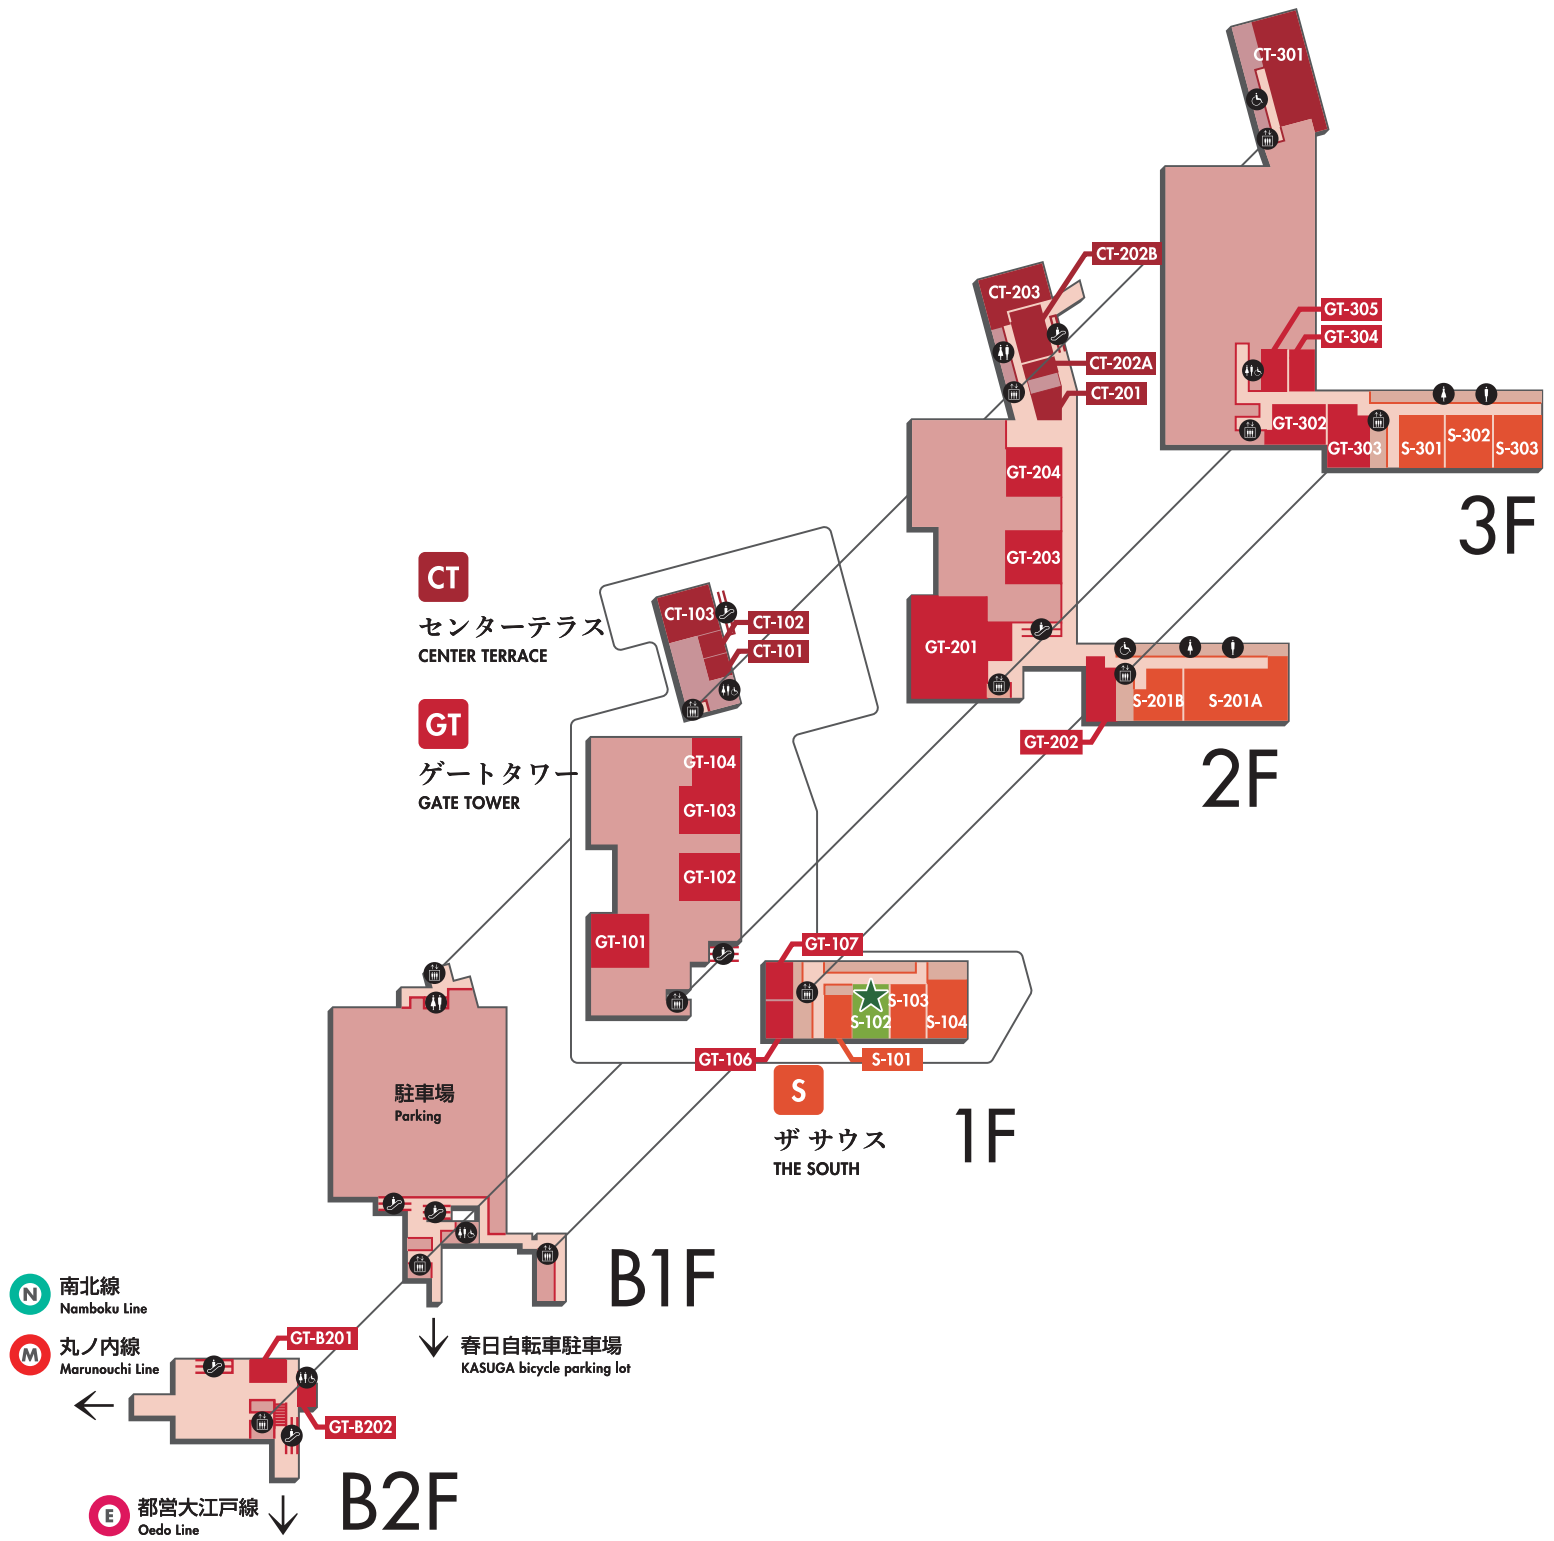 CT-301
GT-305
GT-304
GT-302
GT-303
S-301
S-302
S-303
3F
CT-202B
CT-203
CT-202A
CT-201
GT-204
GT-203
GT-201
S-201B
S-201A
GT-202
2F
CT
センターテラス
CENTER TERRACE
GT
ゲートタワー
GATE TOWER
CT-103
CT-102
CT-101
GT-104
GT-103
GT-102
GT-101
GT-107
S-103
S-102
S-104
GT-106
S-101
S
ザ サウス
THE SOUTH
1F
駐車場
Parking
B1F
春日自転車駐車場
KASUGA bicycle parking lot
N
南北線
Namboku Line
M
丸ノ内線
Marunouchi Line
GT-B201
GT-B202
B2F
E
都営大江戸線
Oedo Line